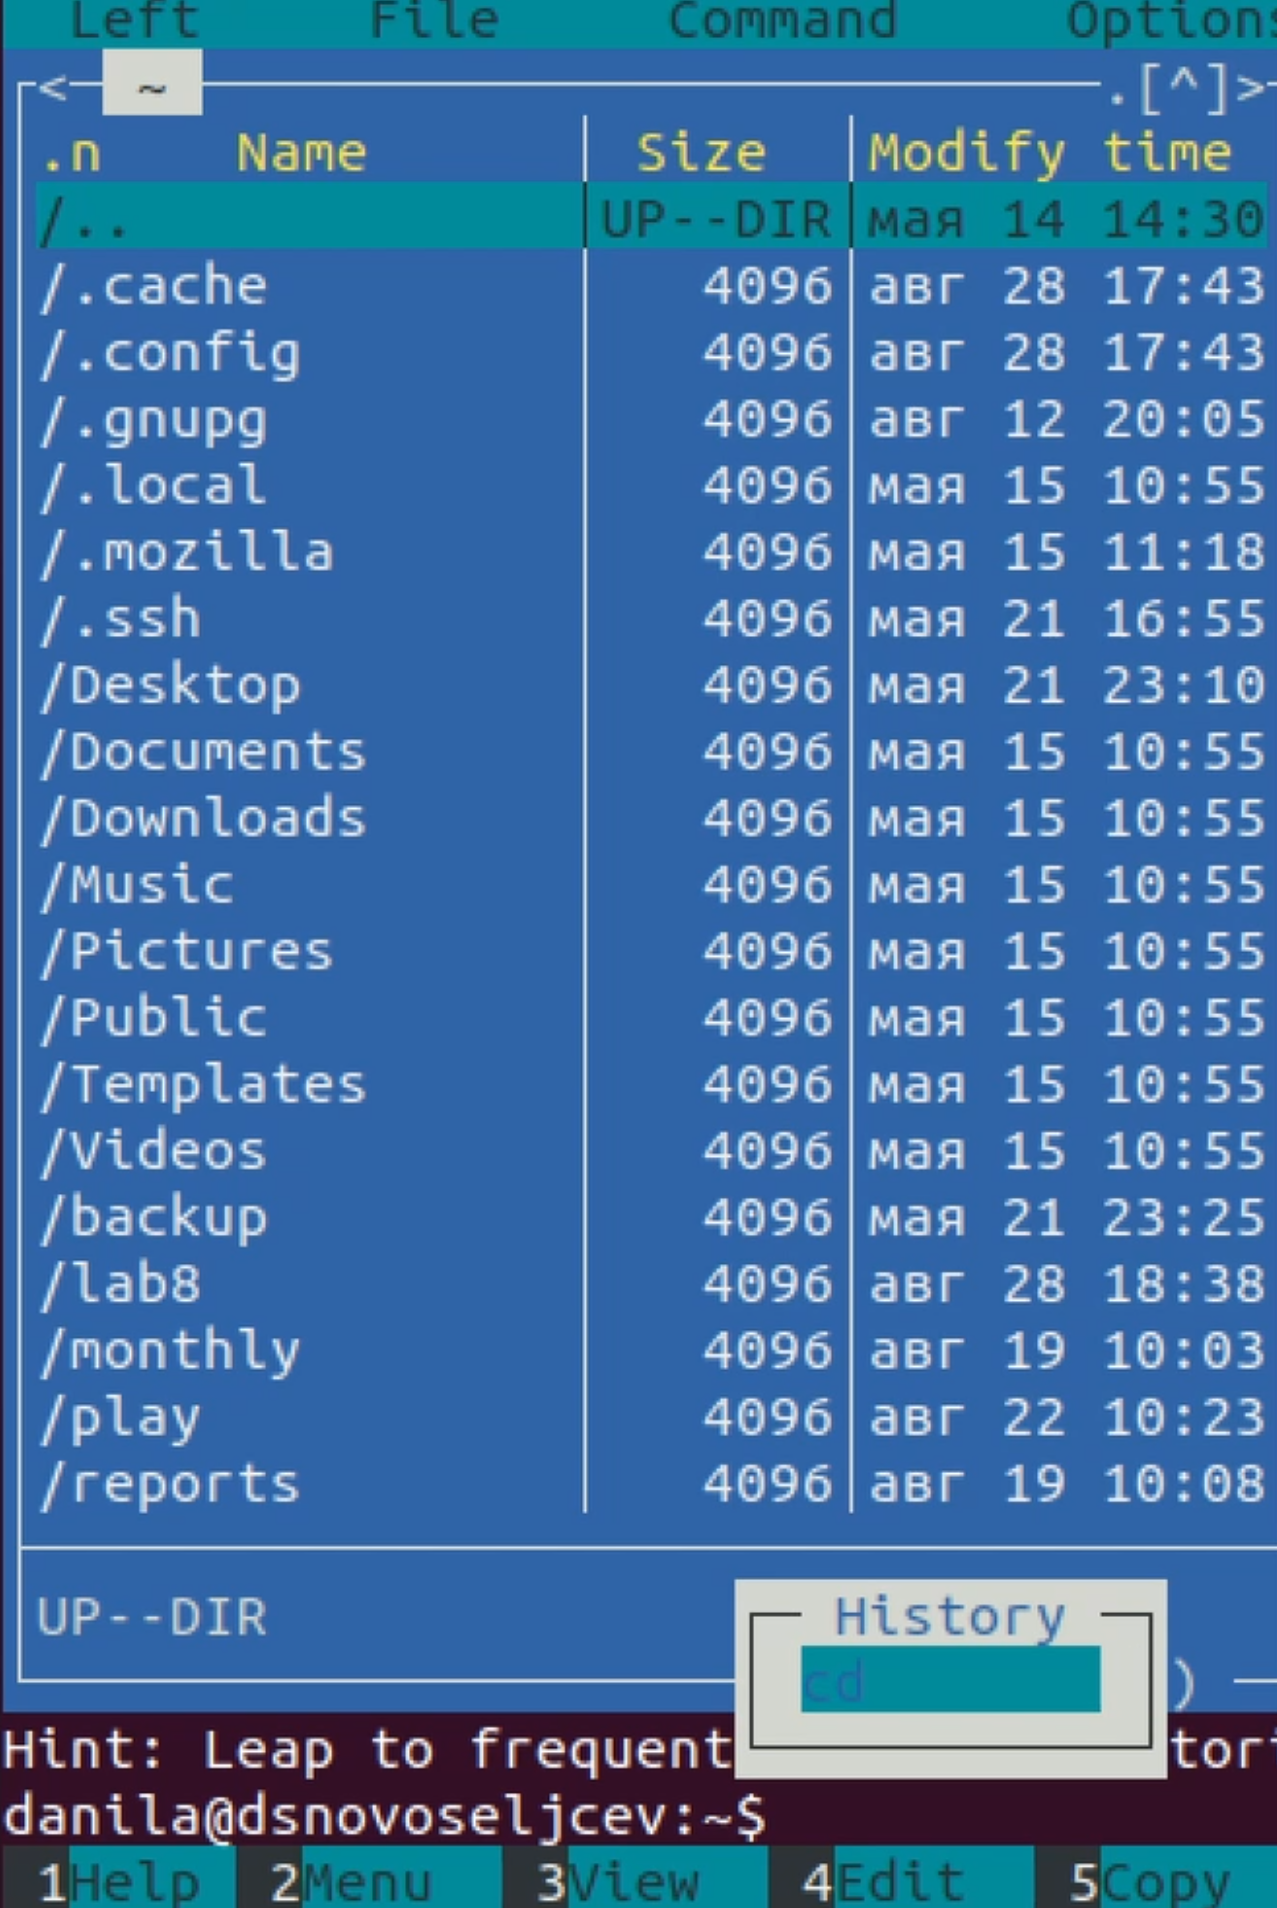 Left File Command Options
<~ .[^]>
.n Name Size Modify time
/.. UP--DIR мая 14 14:30
/.cache 4096 авг 28 17:43
/.config 4096 авг 28 17:43
/.gnupg 4096 авг 12 20:05
/.local 4096 мая 15 10:55
/.mozilla 4096 мая 15 11:18
/.ssh 4096 мая 21 16:55
/Desktop 4096 мая 21 23:10
/Documents 4096 мая 15 10:55
/Downloads 4096 мая 15 10:55
/Music 4096 мая 15 10:55
/Pictures 4096 мая 15 10:55
/Public 4096 мая 15 10:55
/Templates 4096 мая 15 10:55
/Videos 4096 мая 15 10:55
/backup 4096 мая 21 23:25
/lab8 4096 авг 28 18:38
/monthly 4096 авг 19 10:03
/play 4096 авг 22 10:23
/reports 4096 авг 19 10:08
UP--DIR
History
cd
)
Hint: Leap to frequent tori
danila@dsnovoseljcev:~$
1Help 2Menu 3View 4Edit 5Copy